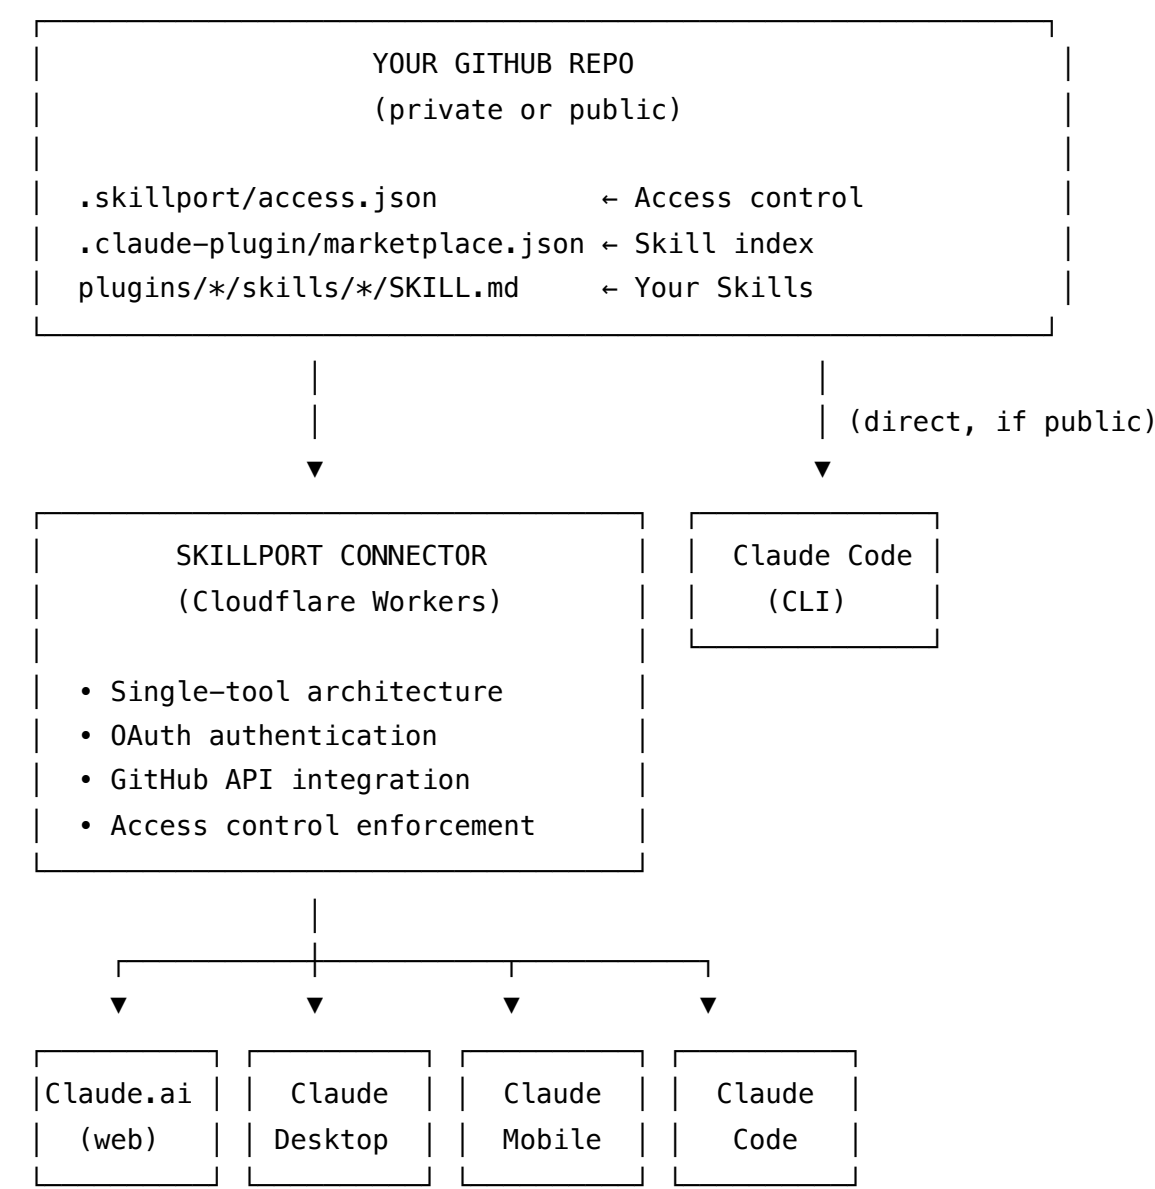 YOUR GITHUB REPO
(private or public)
.skillport/access.json ← Access control
.claude-plugin/marketplace.json ← Skill index
plugins/*/skills/*/SKILL.md ← Your Skills
(direct, if public)
SKILLPORT CONNECTOR
(Cloudflare Workers)
• Single-tool architecture
• OAuth authentication
• GitHub API integration
• Access control enforcement
Claude Code
(CLI)
Claude.ai
(web)
Claude
Desktop
Claude
Mobile
Claude
Code